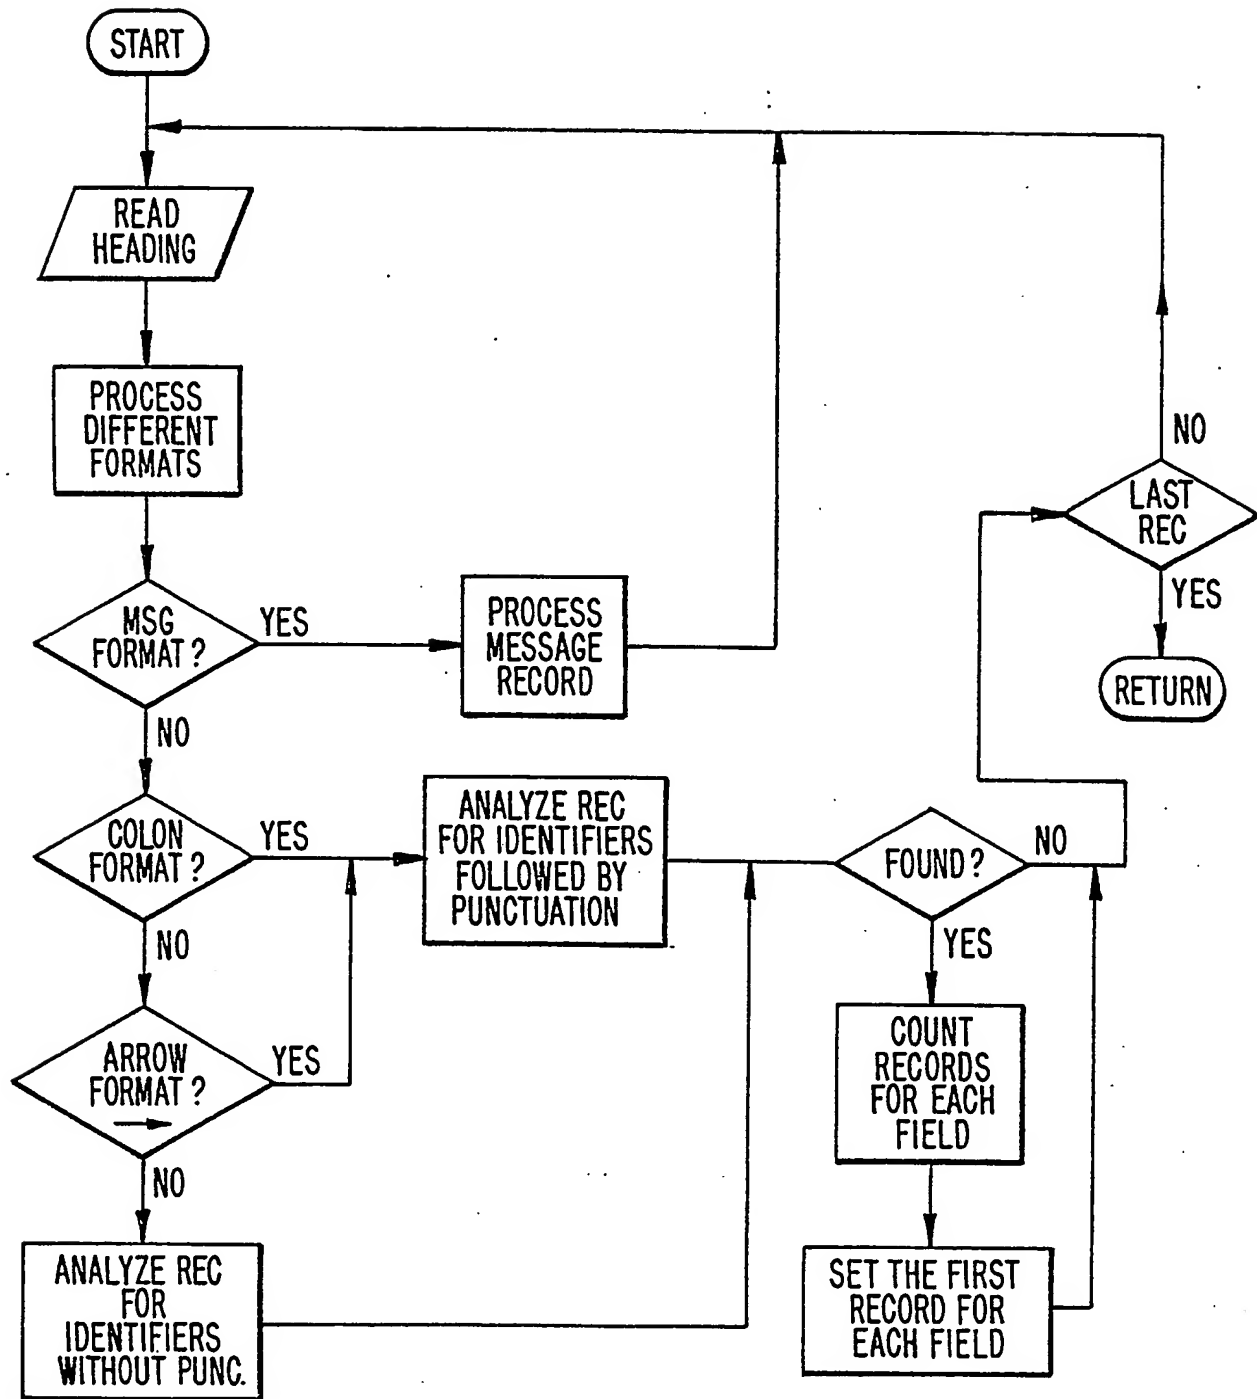 START
READ
HEADING
PROCESS
DIFFERENT
FORMATS
MSG
FORMAT?
YES
NO
PROCESS
MESSAGE
RECORD
LAST
REC
NO
YES
RETURN
COLON
FORMAT?
YES
NO
ANALYZE REC
FOR IDENTIFIERS
FOLLOWED BY
PUNCTUATION
FOUND?
NO
YES
ARROW
FORMAT?
YES
NO
COUNT
RECORDS
FOR EACH
FIELD
ANALYZE REC
FOR
IDENTIFIERS
WITHOUT PUNC.
SET THE FIRST
RECORD FOR
EACH FIELD